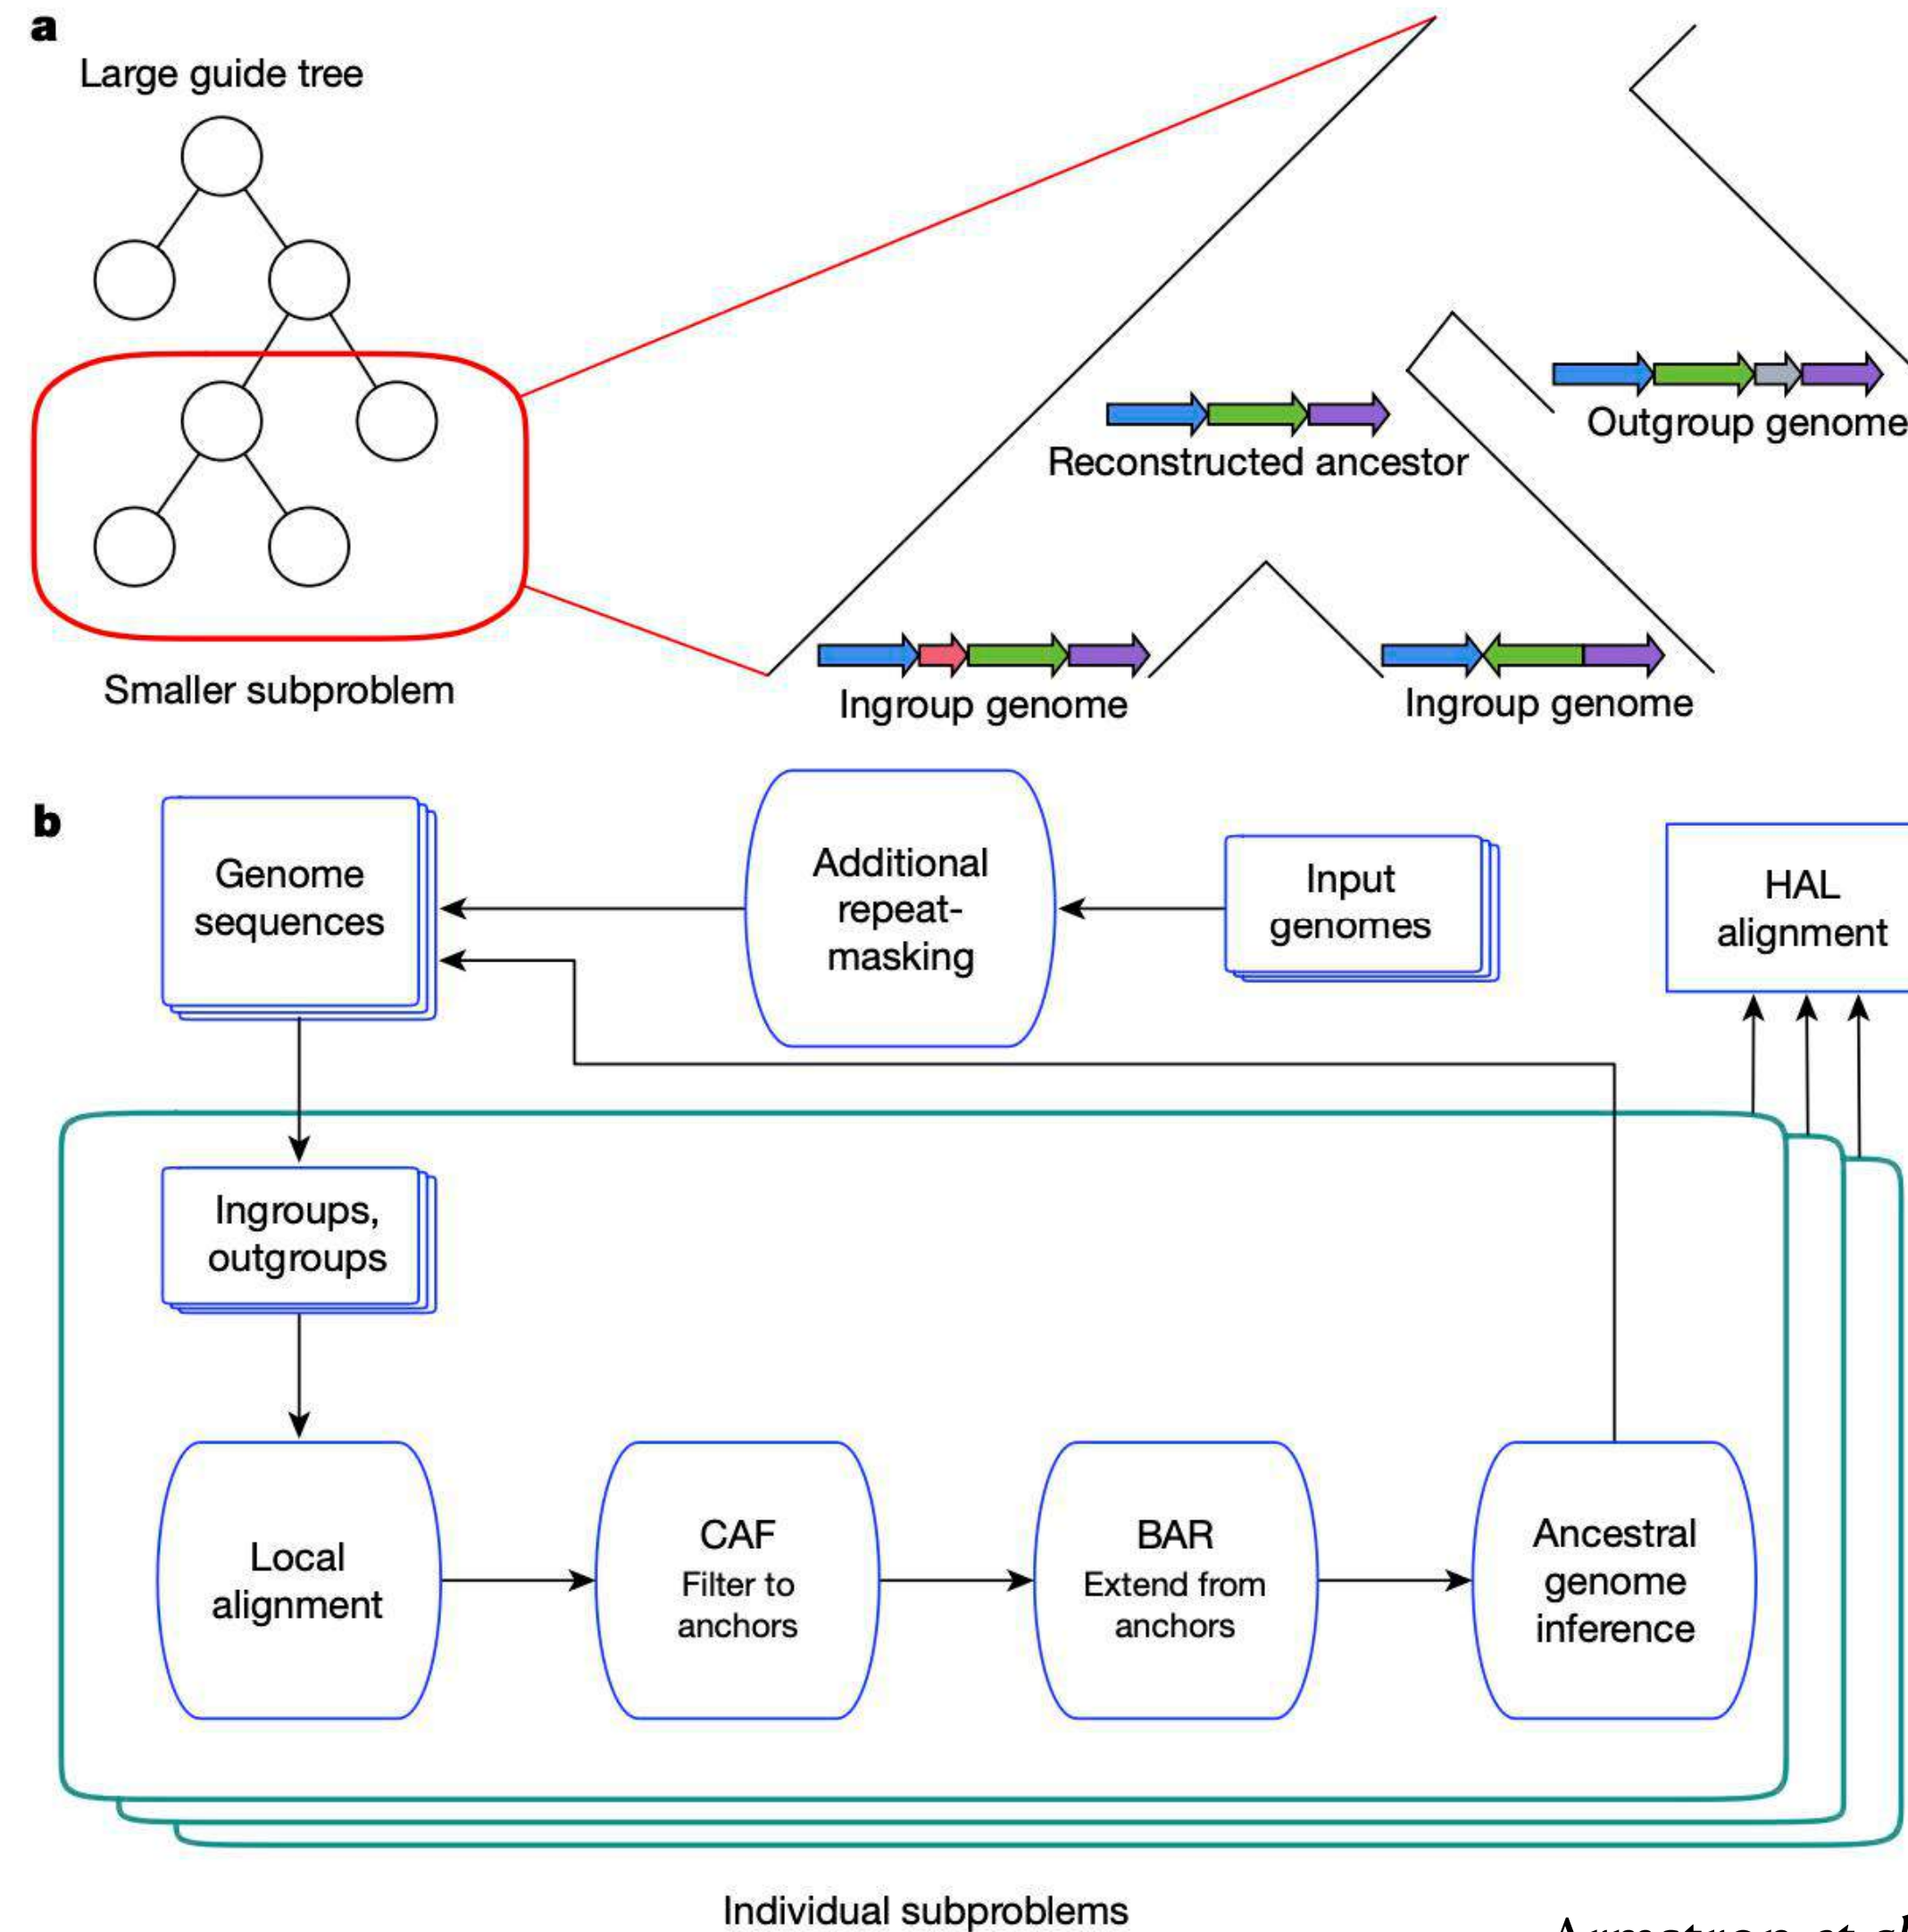 a
Large guide tree
Reconstructed ancestor
Outgroup genome
Smaller subproblem
Ingroup genome
Ingroup genome
b
Genome
sequences
Additional
repeat-
masking
Input
genomes
HAL
alignment
Ingroups,
outgroups
Local
alignment
CAF
Filter to
anchors
BAR
Extend from
anchors
Ancestral
genome
inference
Individual subproblems